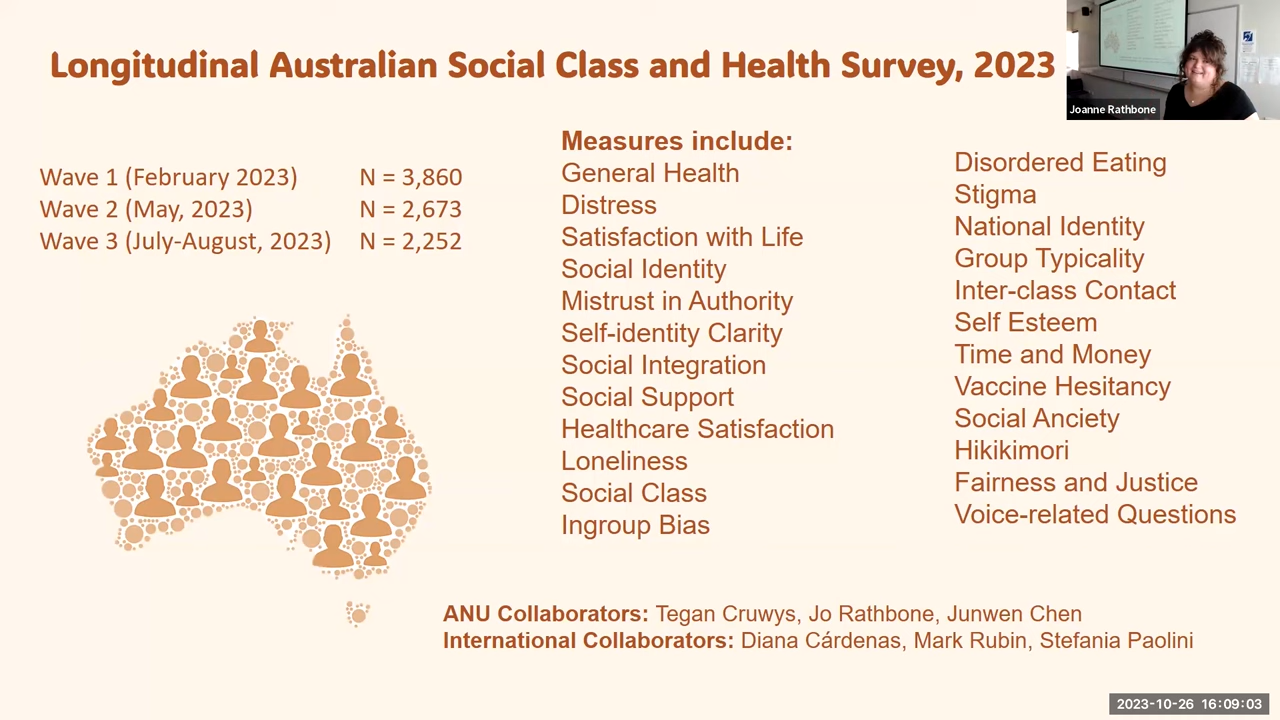 Longitudinal Australian Social Class and Health Survey, 2023
Joanne Rathbone
Wave 1 (February 2023) N = 3,860
Wave 2 (May, 2023) N = 2,673
Wave 3 (July-August, 2023) N = 2,252
Measures include:
General Health
Distress
Satisfaction with Life
Social Identity
Mistrust in Authority
Self-identity Clarity
Social Integration
Social Support
Healthcare Satisfaction
Loneliness
Social Class
Ingroup Bias
Disordered Eating
Stigma
National Identity
Group Typicality
Inter-class Contact
Self Esteem
Time and Money
Vaccine Hesitancy
Social Anciety
Hikikimori
Fairness and Justice
Voice-related Questions
ANU Collaborators: Tegan Cruwys, Jo Rathbone, Junwen Chen
International Collaborators: Diana Cárdenas, Mark Rubin, Stefania Paolini
2023-10-26 16:09:03